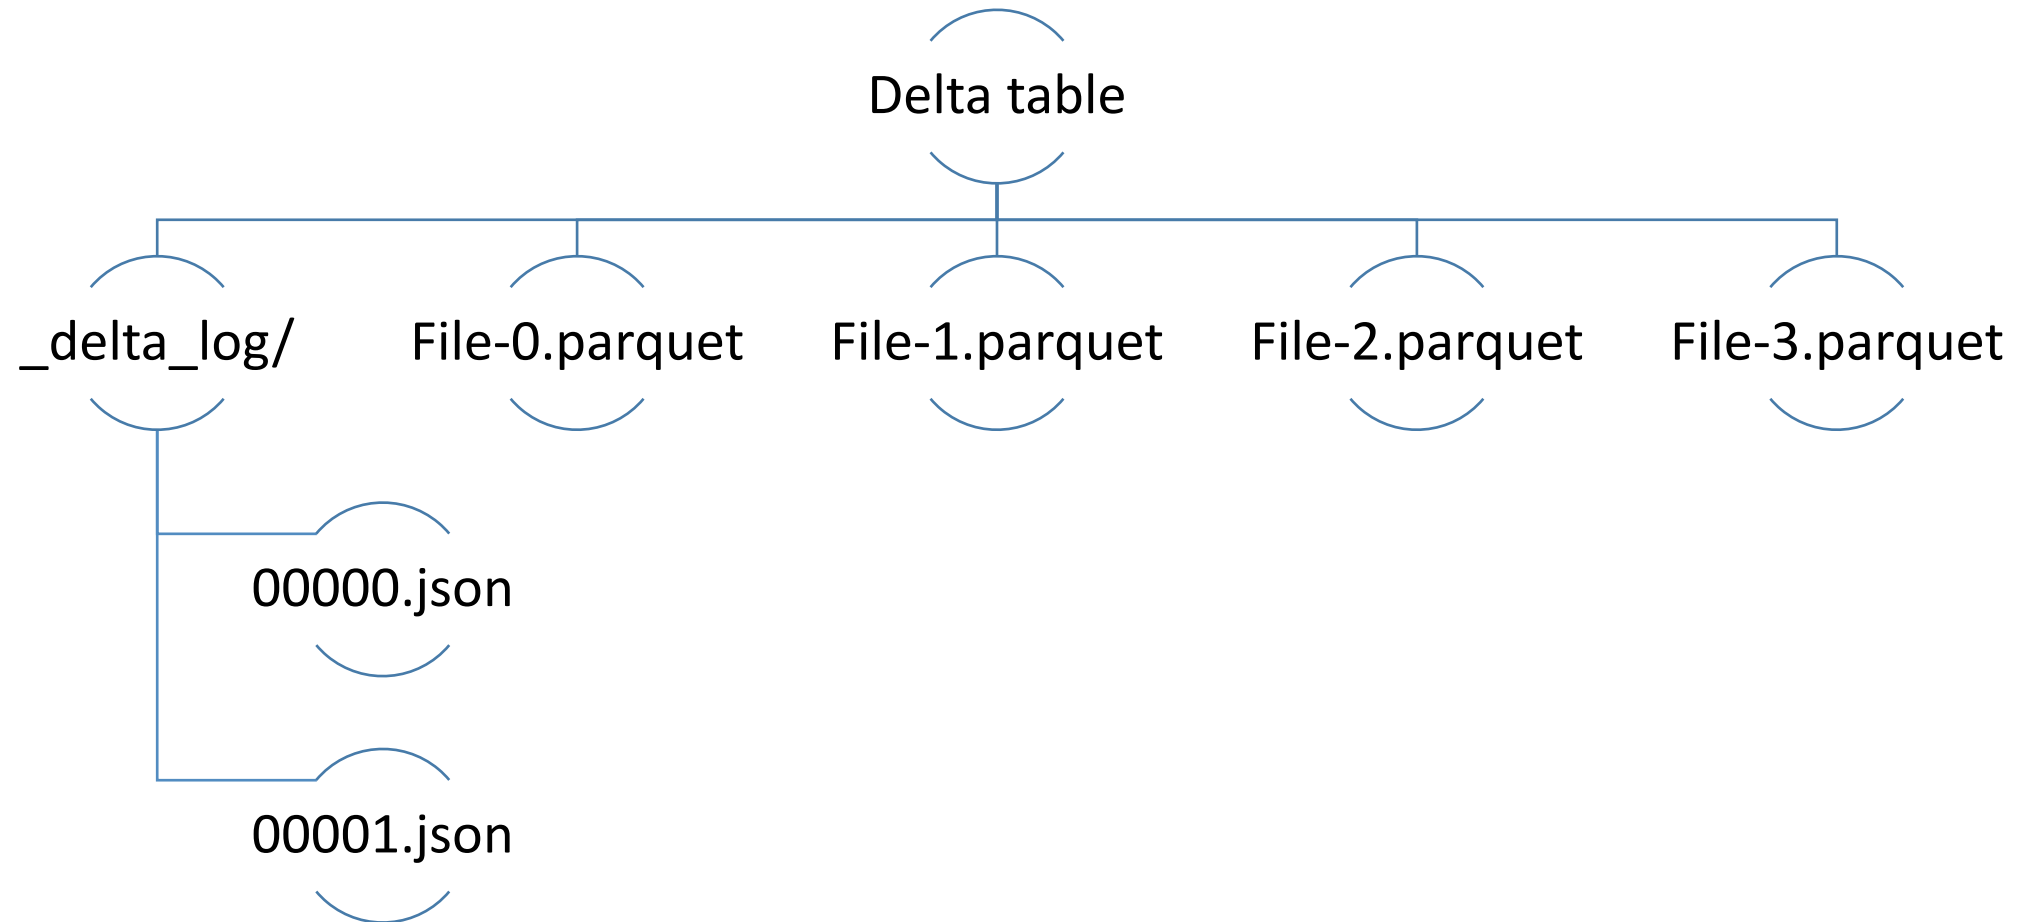 Delta table
_delta_log/
File-0.parquet
File-1.parquet
File-2.parquet
File-3.parquet
00000.json
00001.json